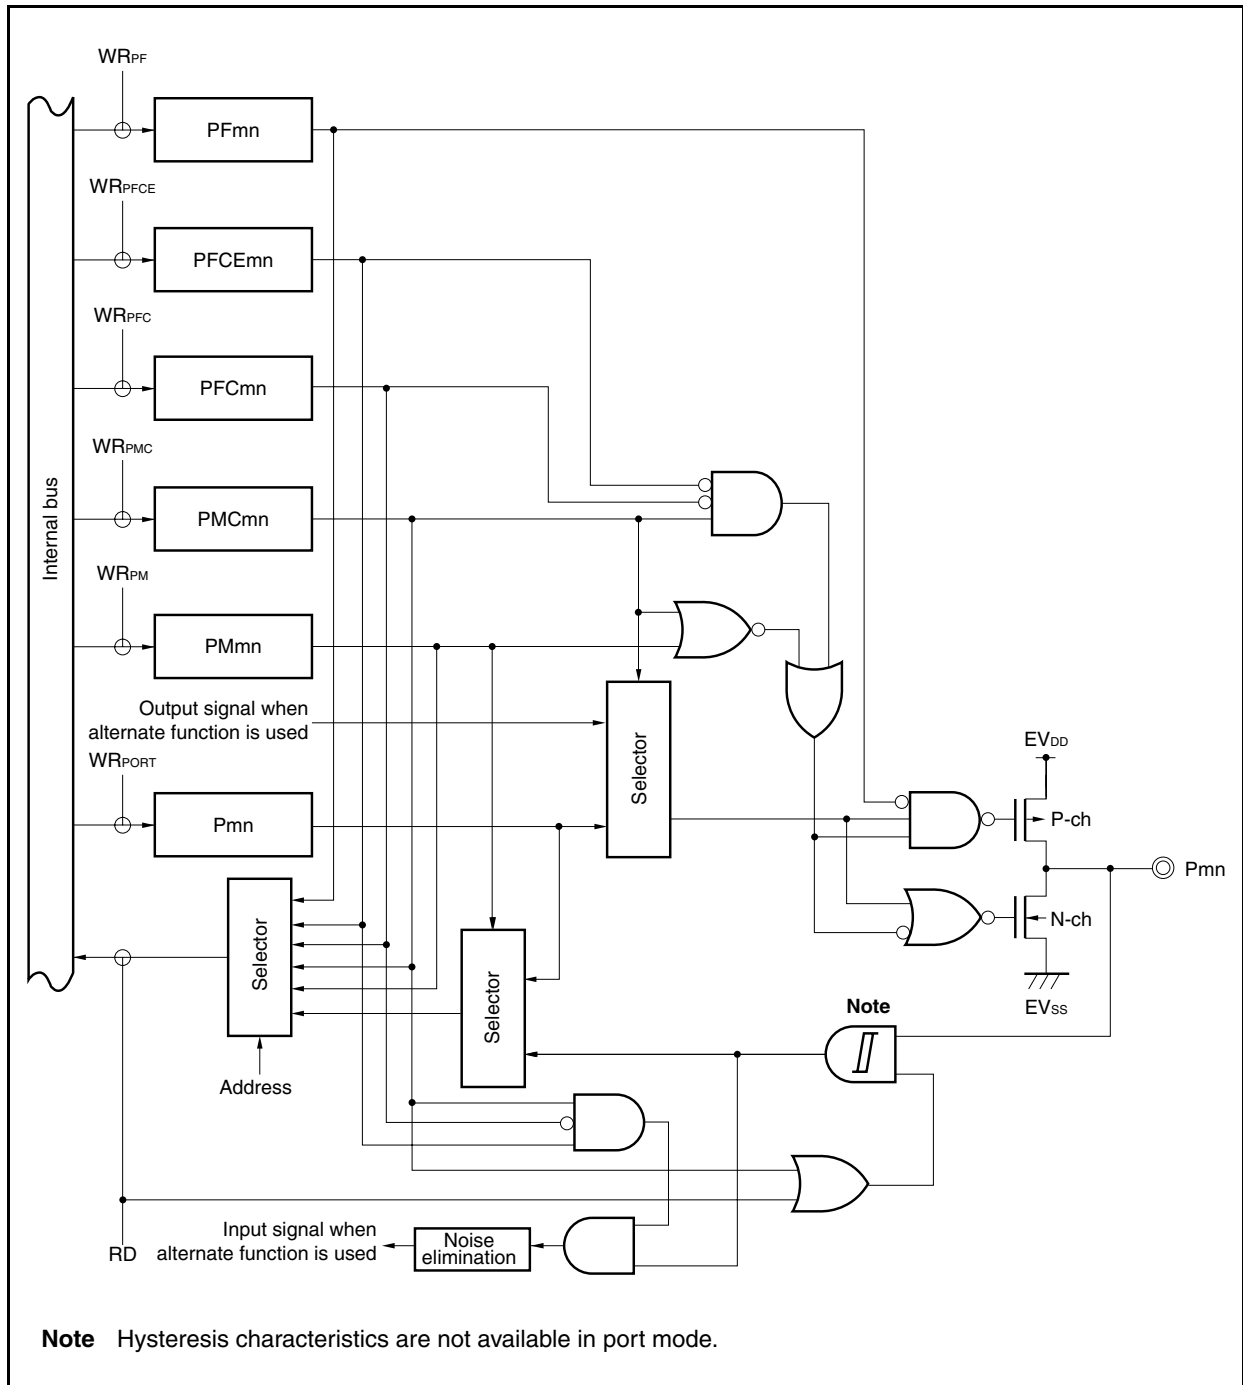 WRPF
PFmn
WRPFCE
PFCEmn
WRPFC
PFCmn
WRPMC
PMCmn
Internal bus
WRPM
PMmn
Output signal when
alternate function is used
WRPORT
Pmn
Selector
EVDD
P-ch
Pmn
N-ch
EVSS
Selector
Selector
Note
Address
Input signal when
alternate function is used
Noise
elimination
RD
Note Hysteresis characteristics are not available in port mode.